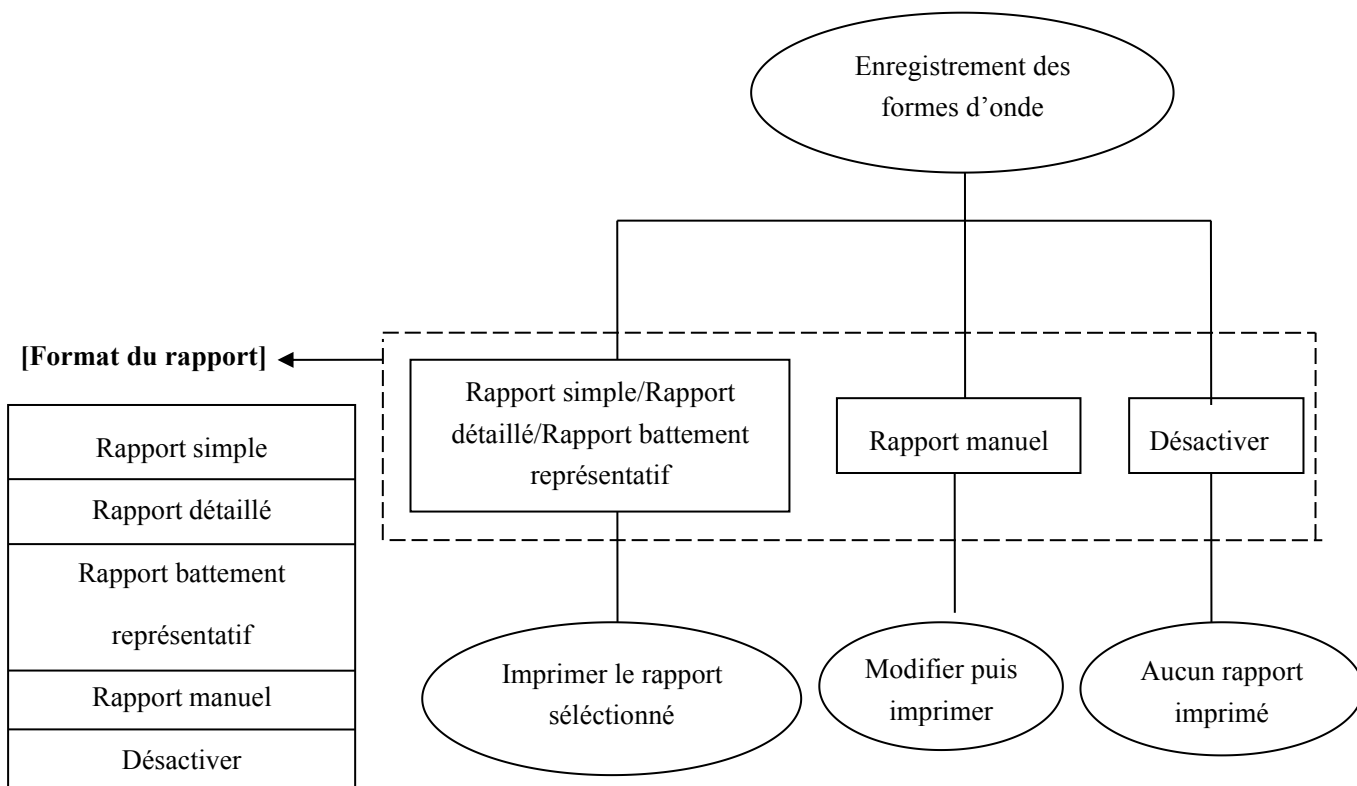 Enregistrement des
formes d’onde
[Format du rapport]
Rapport simple
Rapport détaillé
Rapport battement
représentatif
Rapport manuel
Désactiver
Rapport simple/Rapport
détaillé/Rapport battement
représentatif
Rapport manuel
Désactiver
Imprimer le rapport
séléctionné
Modifier puis
imprimer
Aucun rapport
imprimé